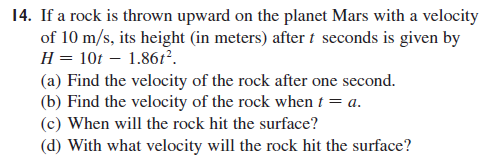 14. If a rock is thrown upward on the planet Mars with a velocity
of 10 m/s, its height (in meters) after t seconds is given by
H = 10t − 1.86t².
(a) Find the velocity of the rock after one second.
(b) Find the velocity of the rock when t = a.
(c) When will the rock hit the surface?
(d) With what velocity will the rock hit the surface?